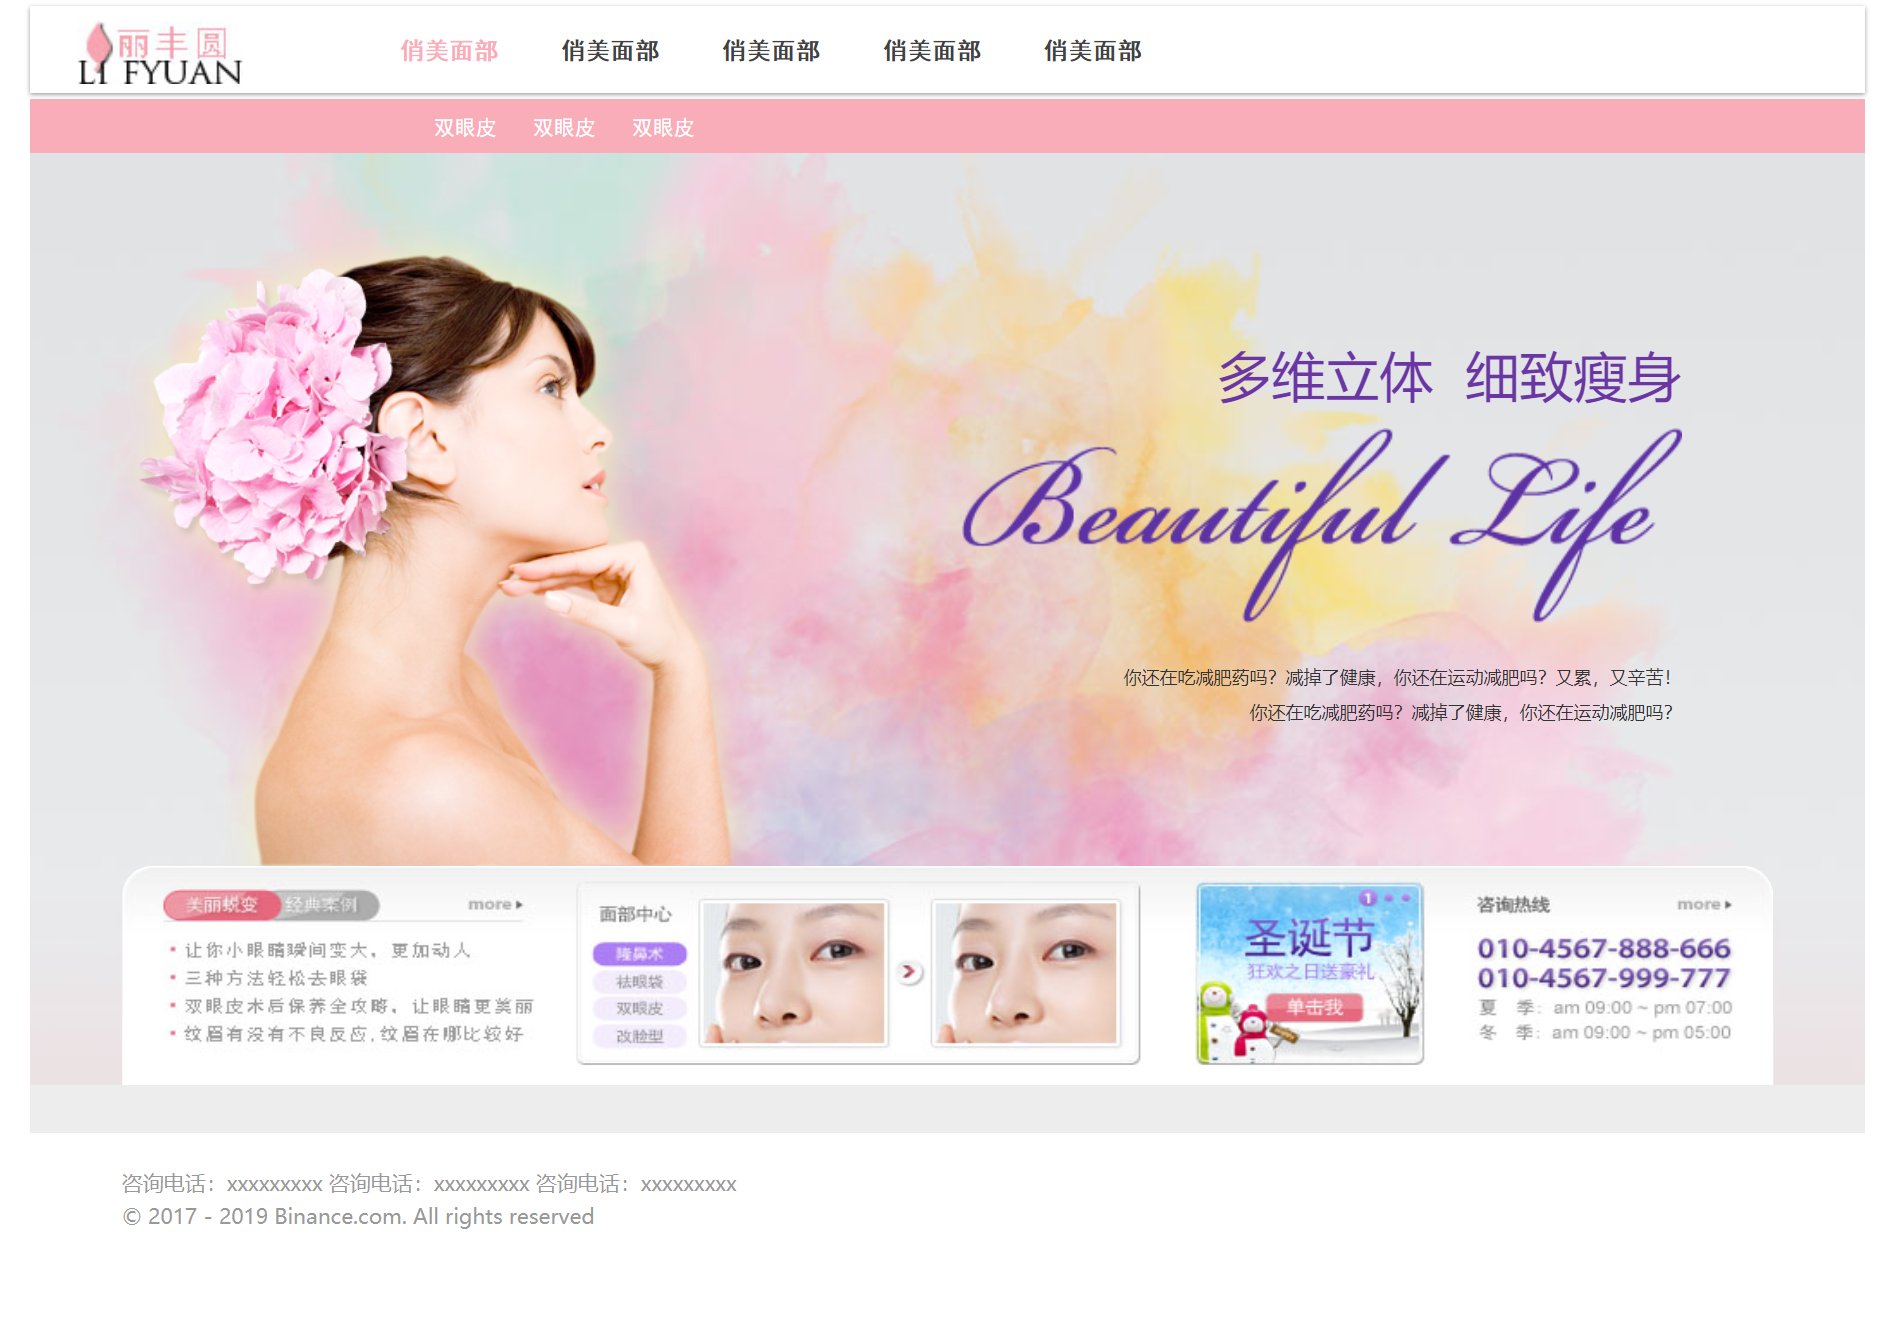 丽丰圆
LI FYUAN
俏美面部 俏美面部 俏美面部 俏美面部 俏美面部
双眼皮 双眼皮 双眼皮
多维立体 细致瘦身
Beautiful Life
你还在吃减肥药吗？减掉了健康，你还在运动减肥吗？又累，又辛苦！
你还在吃减肥药吗？减掉了健康，你还在运动减肥吗？
美丽蜕变 经典案例 more
让你小眼睛瞬间变大，更加动人
三种方法轻松去眼袋
双眼皮术后保养全攻略，让眼睛更美丽
纹眉有没有不良反应,纹眉在哪比较好
面部中心
隆鼻术
祛眼袋
双眼皮
改脸型
1
圣诞节
狂欢之日送豪礼
单击我
咨询热线 more
010-4567-888-666
010-4567-999-777
夏 季：am 09:00 ~ pm 07:00
冬 季：am 09:00 ~ pm 05:00
咨询电话：xxxxxxxxx 咨询电话：xxxxxxxxx 咨询电话：xxxxxxxxx
© 2017 - 2019 Binance.com. All rights reserved